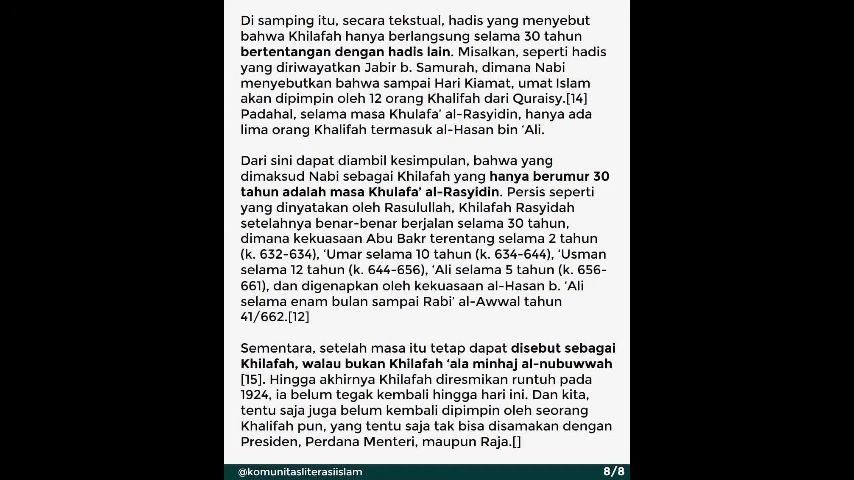 Di samping itu, secara tekstual, hadis yang menyebut
bahwa Khilafah hanya berlangsung selama 30 tahun
bertentangan dengan hadis lain. Misalkan, seperti hadis
yang diriwayatkan Jabir b. Samurah, dimana Nabi
menyebutkan bahwa sampai Hari Kiamat, umat Islam
akan dipimpin oleh 12 orang Khalifah dari Quraisy.[14]
Padahal, selama masa Khulafa’ al-Rasyidin, hanya ada
lima orang Khalifah termasuk al-Hasan bin ‘Ali.
Dari sini dapat diambil kesimpulan, bahwa yang
dimaksud Nabi sebagai Khilafah yang hanya berumur 30
tahun adalah masa Khulafa’ al-Rasyidin. Persis seperti
yang dinyatakan oleh Rasulullah, Khilafah Rasyidah
setelahnya benar-benar berjalan selama 30 tahun,
dimana kekuasaan Abu Bakr terentang selama 2 tahun
(k. 632-634), ‘Umar selama 10 tahun (k. 634-644), ‘Usman
selama 12 tahun (k. 644-656), ‘Ali selama 5 tahun (k. 656-
661), dan digenapkan oleh kekuasaan al-Hasan b. ‘Ali
selama enam bulan sampai Rabi’ al-Awwal tahun
41/662.[12]
Sementara, setelah masa itu tetap dapat disebut sebagai
Khilafah, walau bukan Khilafah ‘ala minhaj al-nubuwwah
[15]. Hingga akhirnya Khilafah diresmikan runtuh pada
1924, ia belum tegak kembali hingga hari ini. Dan kita,
tentu saja juga belum kembali dipimpin oleh seorang
Khalifah pun, yang tentu saja tak bisa disamakan dengan
Presiden, Perdana Menteri, maupun Raja.[]
@komunitasliterasiislam
8/8